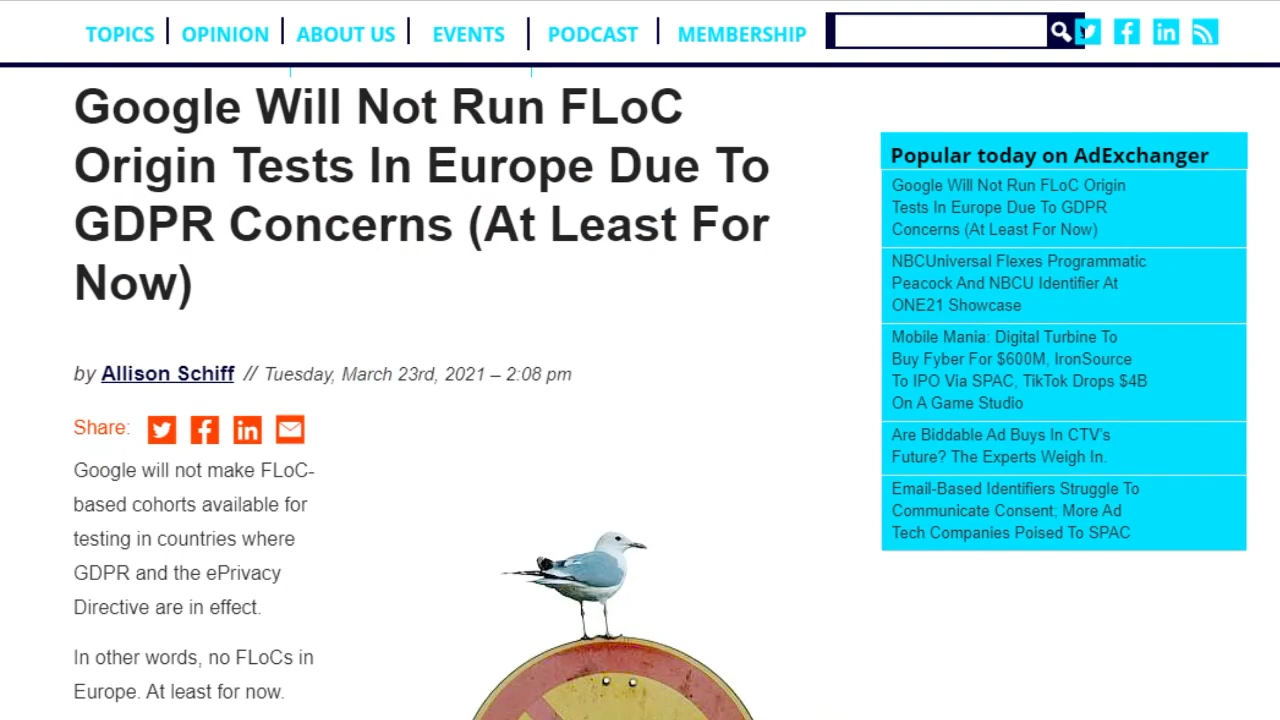 TOPICS OPINION ABOUT US EVENTS PODCAST MEMBERSHIP
Google Will Not Run FLoC
Origin Tests In Europe Due To
GDPR Concerns (At Least For
Now)
by Allison Schiff // Tuesday, March 23rd, 2021 – 2:08 pm
Share:
Google will not make FLoC-
based cohorts available for
testing in countries where
GDPR and the ePrivacy
Directive are in effect.
In other words, no FLoCs in
Europe. At least for now.
Popular today on AdExchanger
Google Will Not Run FLoC Origin
Tests In Europe Due To GDPR
Concerns (At Least For Now)
NBCUniversal Flexes Programmatic
Peacock And NBCU Identifier At
ONE21 Showcase
Mobile Mania: Digital Turbine To
Buy Fyber For $600M, IronSource
To IPO VIa SPAC, TikTok Drops $4B
On A Game Studio
Are Biddable Ad Buys In CTV's
Future? The Experts Weigh In.
Email-Based Identifiers Struggle To
Communicate Consent; More Ad
Tech Companies Poised To SPAC